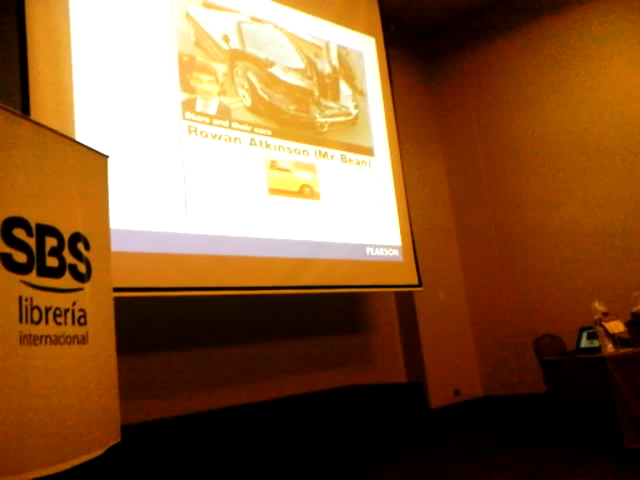 Stars and their cars
Rowan Atkinson (Mr Bean)
PEARSON
SBS
librería
internacional